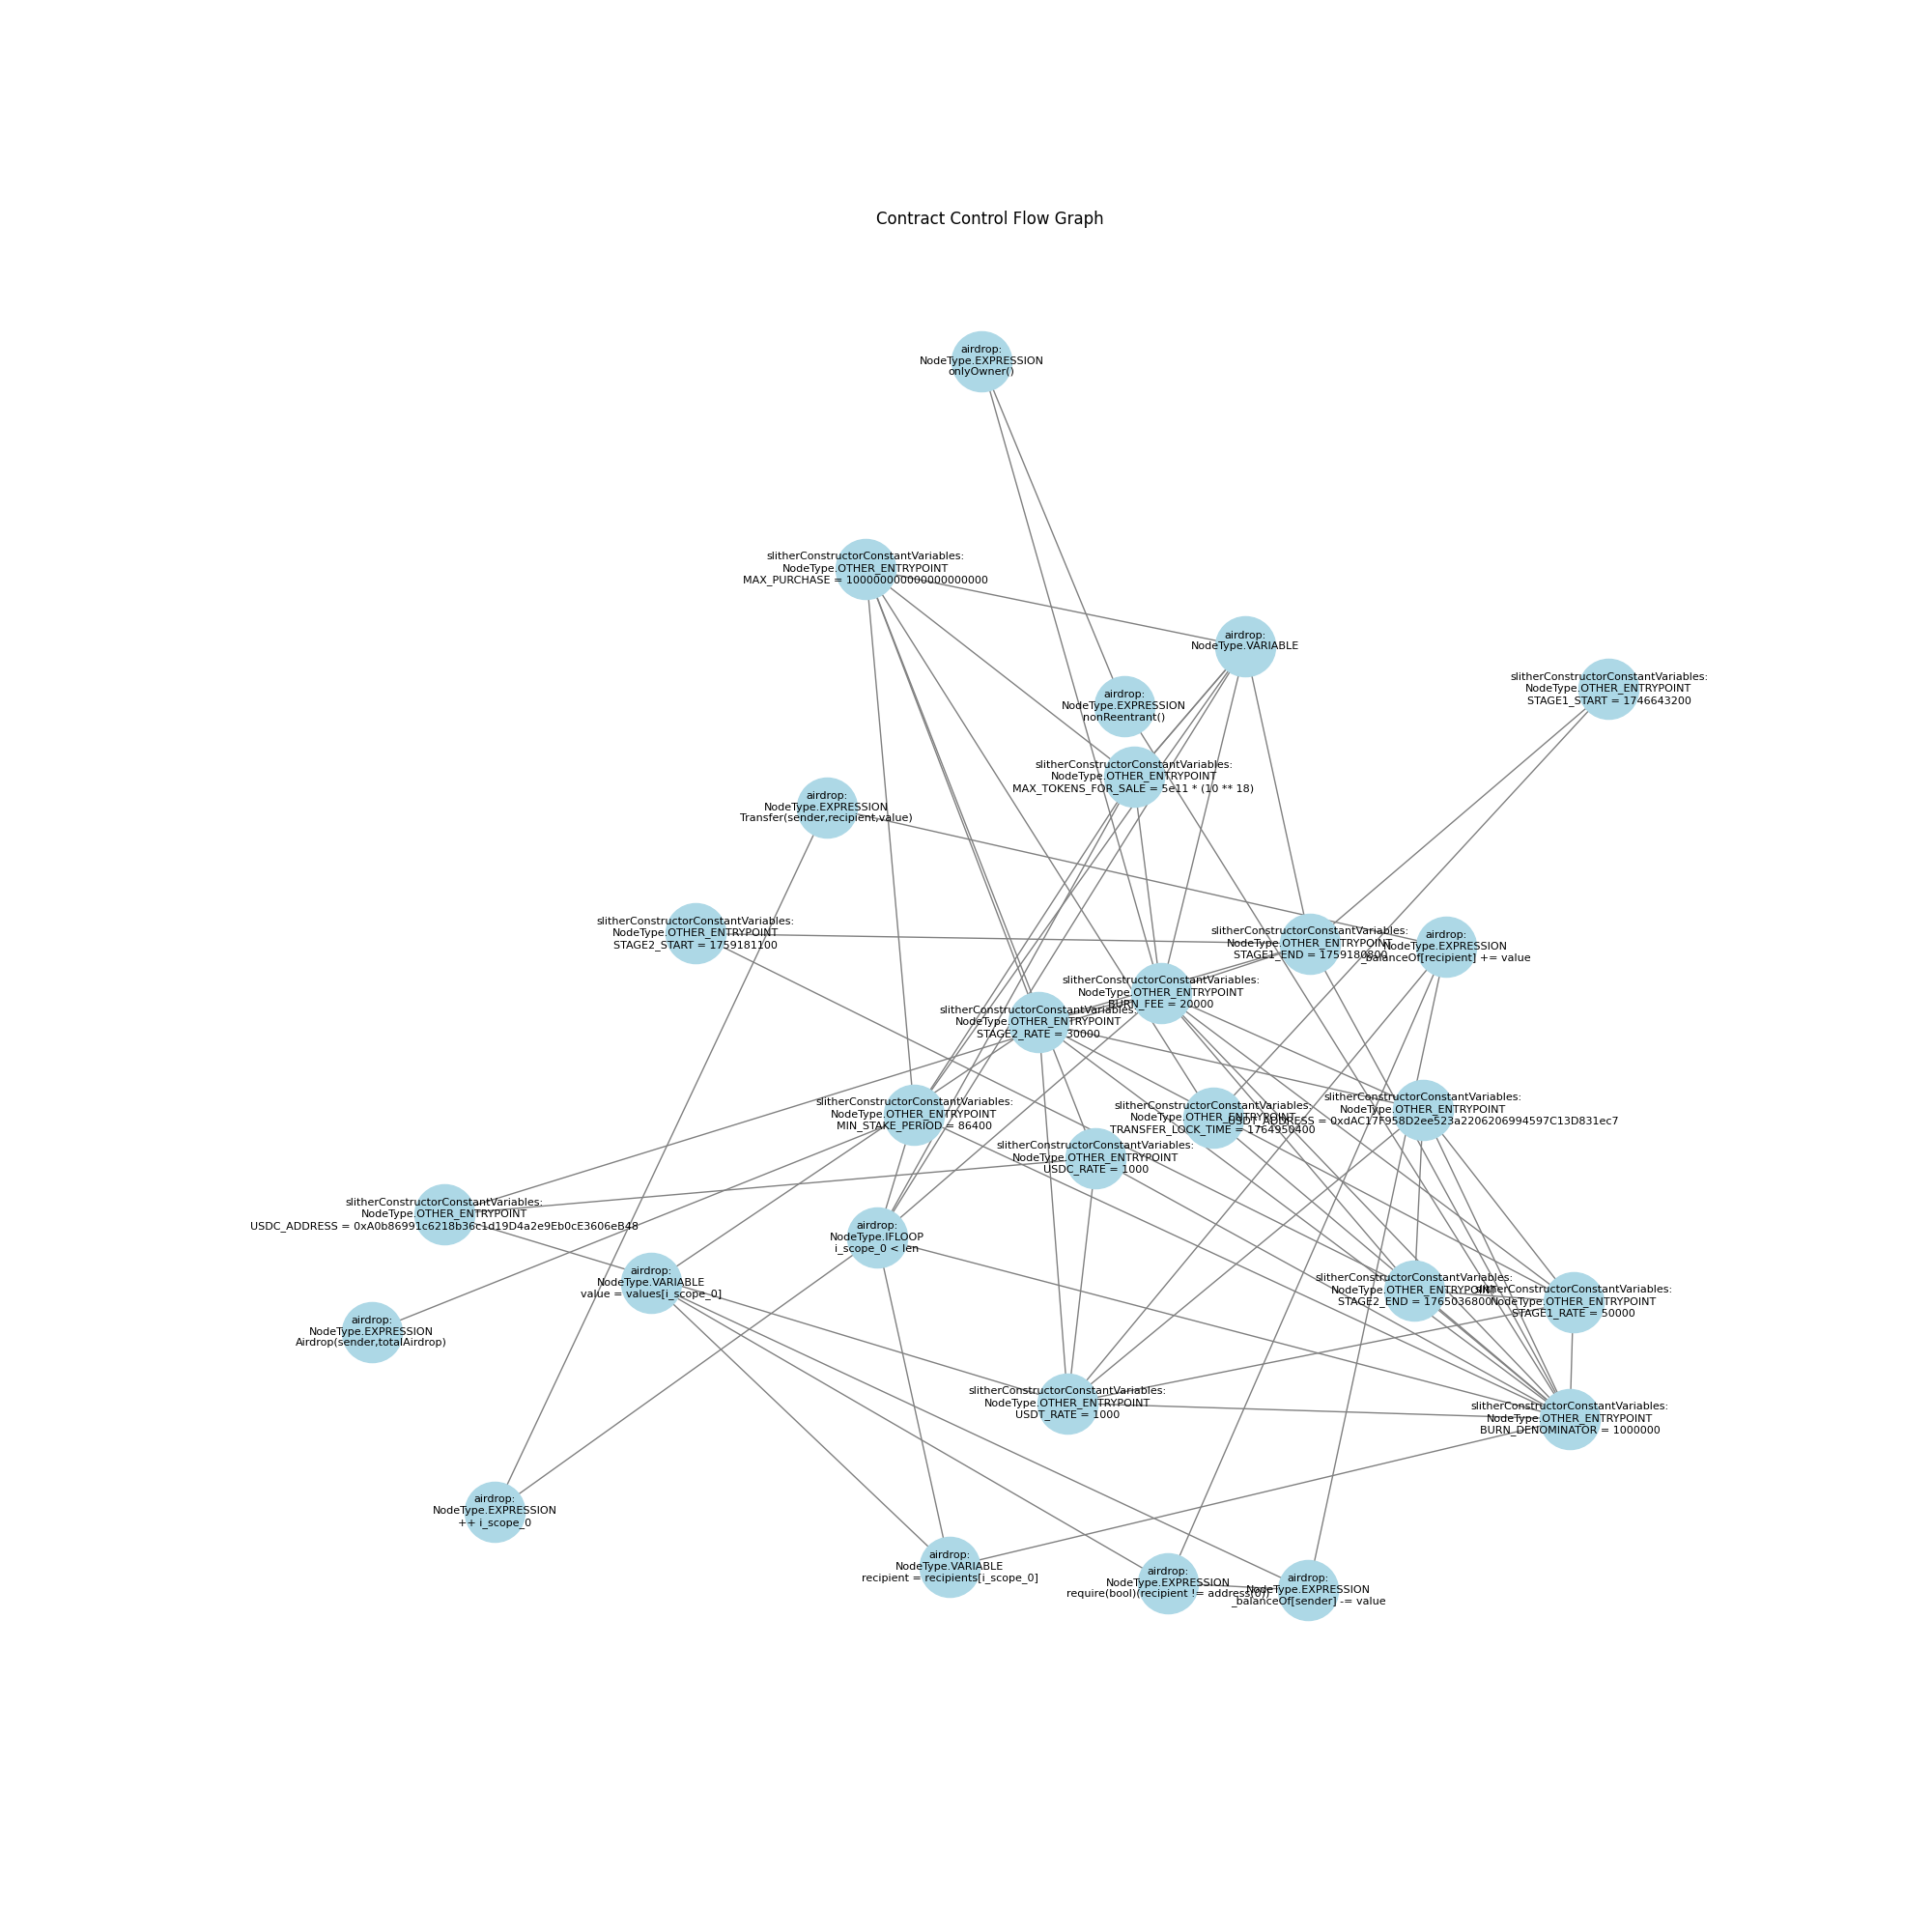 Contract Control Flow Graph
airdrop:
NodeType.EXPRESSION
onlyOwner()
slitherConstructorConstantVariables:
NodeType.OTHER_ENTRYPOINT
MAX_PURCHASE = 100000000000000000000
airdrop:
NodeType.VARIABLE
slitherConstructorConstantVariables:
NodeType.OTHER_ENTRYPOINT
STAGE1_START = 1746643200
airdrop:
NodeType.EXPRESSION
nonReentrant()
slitherConstructorConstantVariables:
NodeType.OTHER_ENTRYPOINT
MAX_TOKENS_FOR_SALE = 5e11 * (10 ** 18)
airdrop:
NodeType.EXPRESSION
Transfer(sender,recipient,value)
slitherConstructorConstantVariables:
NodeType.OTHER_ENTRYPOINT
STAGE2_START = 1759181100
slitherConstructorConstantVariables:
NodeType.OTHER_ENTRYPOINT
STAGE1_END = 1759180800
airdrop:
NodeType.EXPRESSION
_balanceOf[recipient] += value
slitherConstructorConstantVariables:
NodeType.OTHER_ENTRYPOINT
BURN_FEE = 20000
slitherConstructorConstantVariables:
NodeType.OTHER_ENTRYPOINT
STAGE2_RATE = 30000
slitherConstructorConstantVariables:
NodeType.OTHER_ENTRYPOINT
MIN_STAKE_PERIOD = 86400
slitherConstructorConstantVariables:
NodeType.OTHER_ENTRYPOINT
TRANSFER_LOCK_TIME = 1764950400
slitherConstructorConstantVariables:
NodeType.OTHER_ENTRYPOINT
USDT_ADDRESS = 0xdAC17F958D2ee523a2206206994597C13D831ec7
slitherConstructorConstantVariables:
NodeType.OTHER_ENTRYPOINT
USDC_RATE = 1000
slitherConstructorConstantVariables:
NodeType.OTHER_ENTRYPOINT
USDC_ADDRESS = 0xA0b86991c6218b36c1d19D4a2e9Eb0cE3606eB48
airdrop:
NodeType.IFLOOP
i_scope_0 < len
airdrop:
NodeType.VARIABLE
value = values[i_scope_0]
slitherConstructorConstantVariables:
NodeType.OTHER_ENTRYPOINT
STAGE2_END = 1765036800
slitherConstructorConstantVariables:
NodeType.OTHER_ENTRYPOINT
STAGE1_RATE = 50000
airdrop:
NodeType.EXPRESSION
Airdrop(sender,totalAirdrop)
slitherConstructorConstantVariables:
NodeType.OTHER_ENTRYPOINT
USDT_RATE = 1000
slitherConstructorConstantVariables:
NodeType.OTHER_ENTRYPOINT
BURN_DENOMINATOR = 1000000
airdrop:
NodeType.EXPRESSION
++ i_scope_0
airdrop:
NodeType.VARIABLE
recipient = recipients[i_scope_0]
airdrop:
NodeType.EXPRESSION
require(bool)(recipient != address(0))
airdrop:
NodeType.EXPRESSION
_balanceOf[sender] -= value